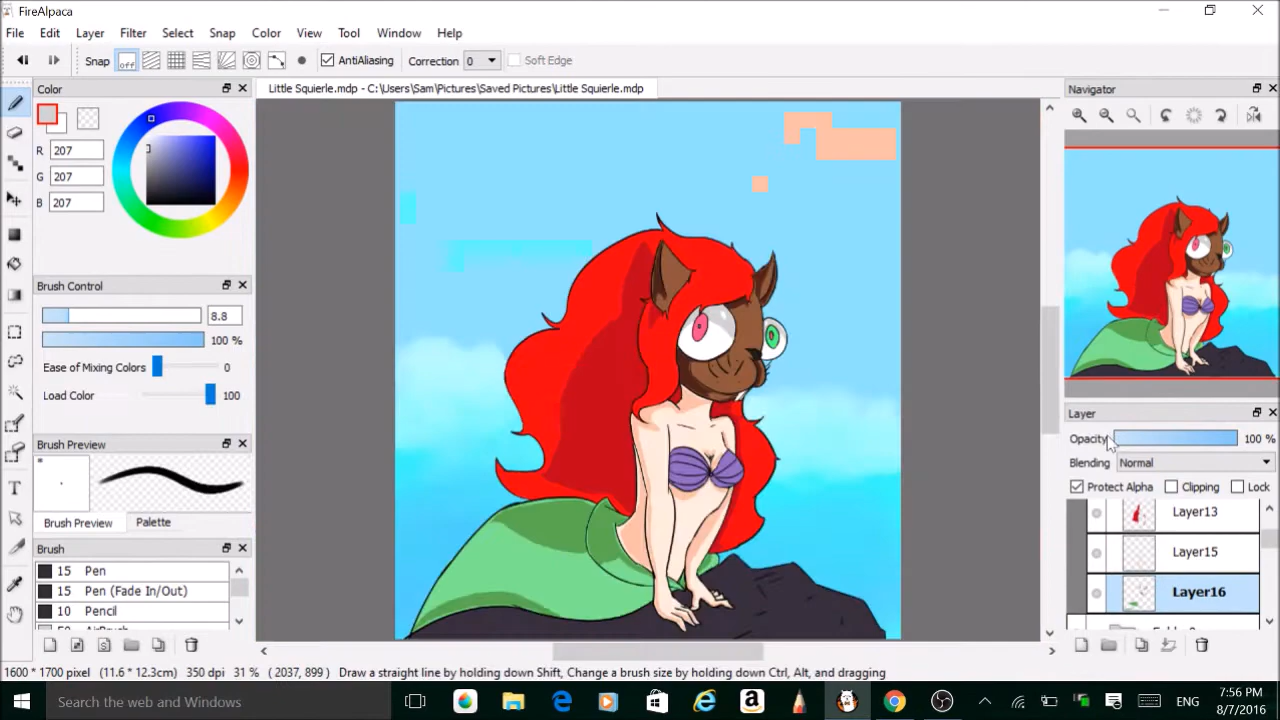 FireAlpaca
File Edit Layer Filter Select Snap Color View Tool Window Help
Snap off AntiAliasing Correction 0 Soft Edge
Color
Little Squierle.mdp - C:\Users\Sam\Pictures\Saved Pictures\Little Squierle.mdp
Navigator
R 207
G 207
B 207
Brush Control
8.8
100 %
Ease of Mixing Colors 0
Load Color 100
Brush Preview
Brush Preview Palette
Brush
15 Pen
15 Pen (Fade In/Out)
10 Pencil
Layer
Opacity 100 %
Blending Normal
Protect Alpha Clipping Lock
Layer13
Layer15
Layer16
T
1600 * 1700 pixel (11.6 * 12.3cm) 350 dpi 31 % ( 2037, 899 ) Draw a straight line by holding down Shift, Change a brush size by holding down Ctrl, Alt, and dragging
Search the web and Windows
ENG
7:56 PM
8/7/2016